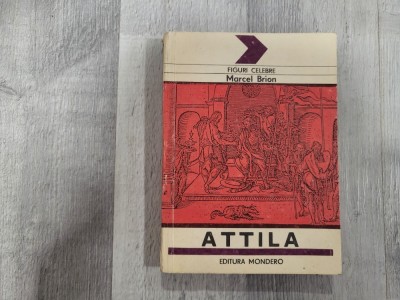 FIGURI CELEBRE
Marcel Brion
ATTILA
EDITURA MONDERO